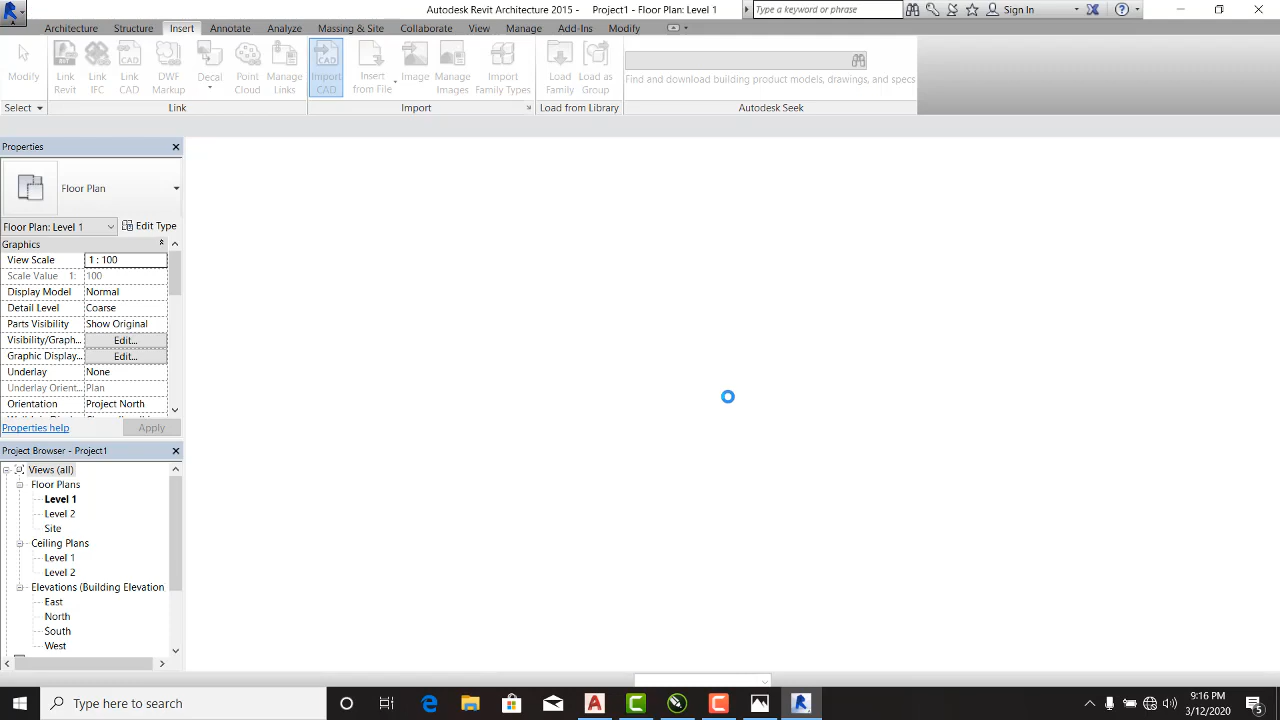 Autodesk Revit Architecture 2015 - Project1 - Floor Plan: Level 1
Type a keyword or phrase
Sign In
Architecture Structure Insert Annotate Analyze Massing & Site Collaborate View Manage Add-Ins Modify
Modify
Link Revit
Link IFC
Link CAD
DWF Markup
Decal
Point Cloud
Manage Links
Import CAD
Insert from File
Image
Manage Images
Import Family Types
Load Family
Load as Group
Find and download building product models, drawings, and specs
Select
Link
Import
Load from Library
Autodesk Seek
Properties
Floor Plan
Floor Plan: Level 1
Edit Type
Graphics
View Scale 1 : 100
Scale Value 1: 100
Display Model Normal
Detail Level Coarse
Parts Visibility Show Original
Visibility/Graph... Edit...
Graphic Display... Edit...
Underlay None
Underlay Orient... Plan
Orientation Project North
Properties help
Apply
Project Browser - Project1
Views (all)
Floor Plans
Level 1
Level 2
Site
Ceiling Plans
Level 1
Level 2
Elevations (Building Elevation
East
North
South
West
Type here to search
9:16 PM
3/12/2020
5